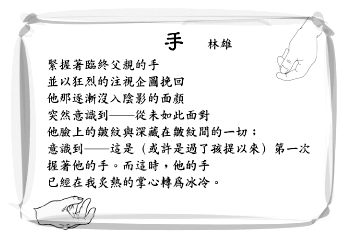 手 林雄
緊握著臨終父親的手
並以狂烈的注視企圖挽回
他那逐漸沒入陰影的面顏
突然意識到──從未如此面對
他臉上的皺紋與深藏在皺紋間的一切；
意識到──這是（或許是過了孩提以來）第一次
握著他的手。而這時，他的手
已經在我炙熱的掌心轉為冰冷。